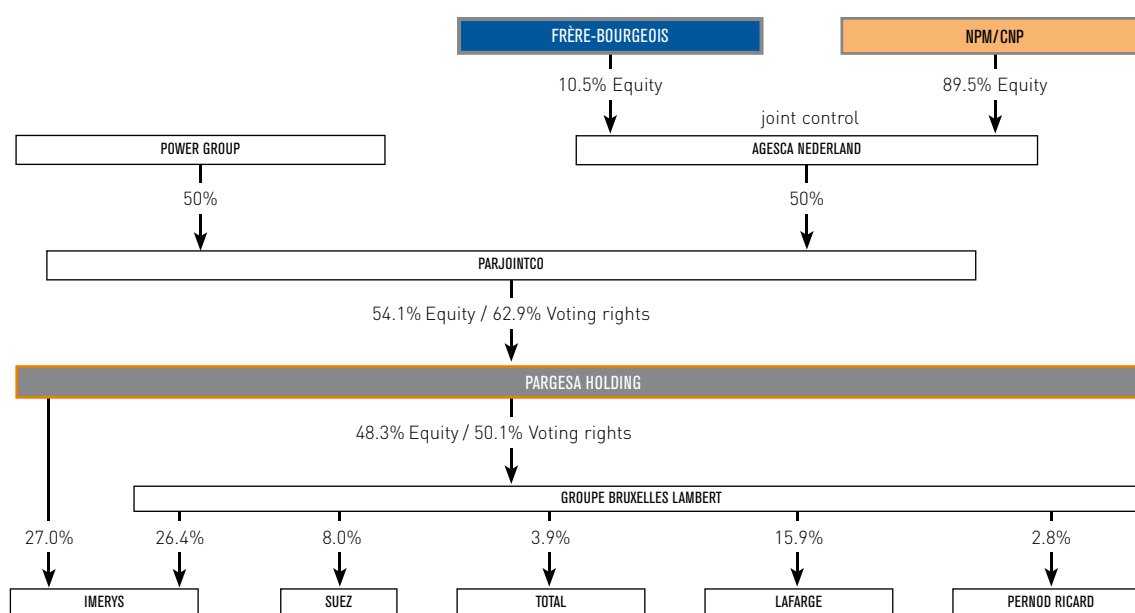 FRÈRE-BOURGEOIS
NPM/CNP
10.5% Equity
89.5% Equity
joint control
POWER GROUP
AGESCA NEDERLAND
50%
50%
PARJOINTCO
54.1% Equity / 62.9% Voting rights
PARGESA HOLDING
48.3% Equity / 50.1% Voting rights
GROUPE BRUXELLES LAMBERT
27.0%
26.4%
8.0%
3.9%
15.9%
2.8%
IMERYS
SUEZ
TOTAL
LAFARGE
PERNOD RICARD